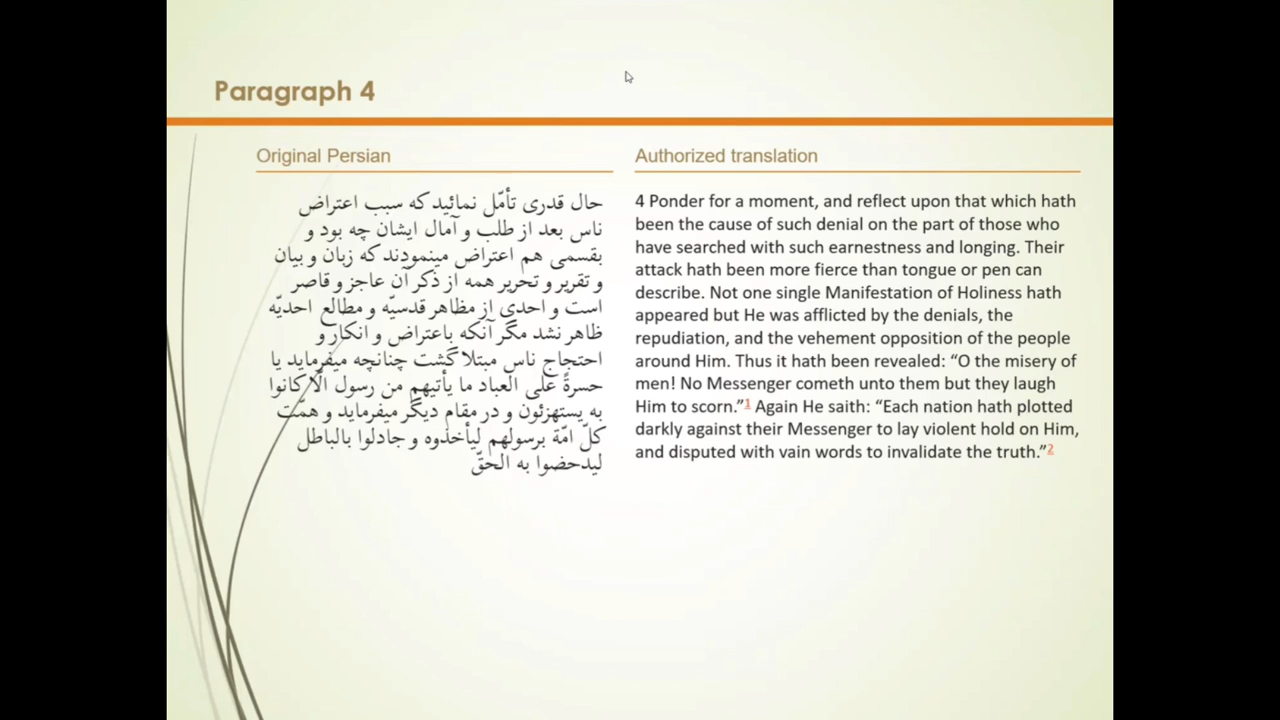 Paragraph 4
Original Persian
حال قدری تأمّل نمائید که سبب اعتراض
ناس بعد از طلب و آمال ایشان چه بود و
بقسمی هم اعتراض مینمودند که زبان و بیان
و تقریر و تحریر همه از ذکر آن عاجز و قاصر
است و احدی از مظاهر قدسیّه و مطالع احدیّه
ظاهر نشد مگر آنکه باعتراض و انکار و
احتجاج ناس مبتلا گشت چنانچه میفرماید یا
حسرةً علی العباد ما یأتیهم من رسول الّا کانوا
به یستهزئون و در مقام دیگر میفرماید و همّت
کلّ امّة برسولهم لیأخذوه و جادلوا بالباطل
لیدحضوا به الحقّ
Authorized translation
4 Ponder for a moment, and reflect upon that which hath
been the cause of such denial on the part of those who
have searched with such earnestness and longing. Their
attack hath been more fierce than tongue or pen can
describe. Not one single Manifestation of Holiness hath
appeared but He was afflicted by the denials, the
repudiation, and the vehement opposition of the people
around Him. Thus it hath been revealed: “O the misery of
men! No Messenger cometh unto them but they laugh
Him to scorn.”1 Again He saith: “Each nation hath plotted
darkly against their Messenger to lay violent hold on Him,
and disputed with vain words to invalidate the truth.”2